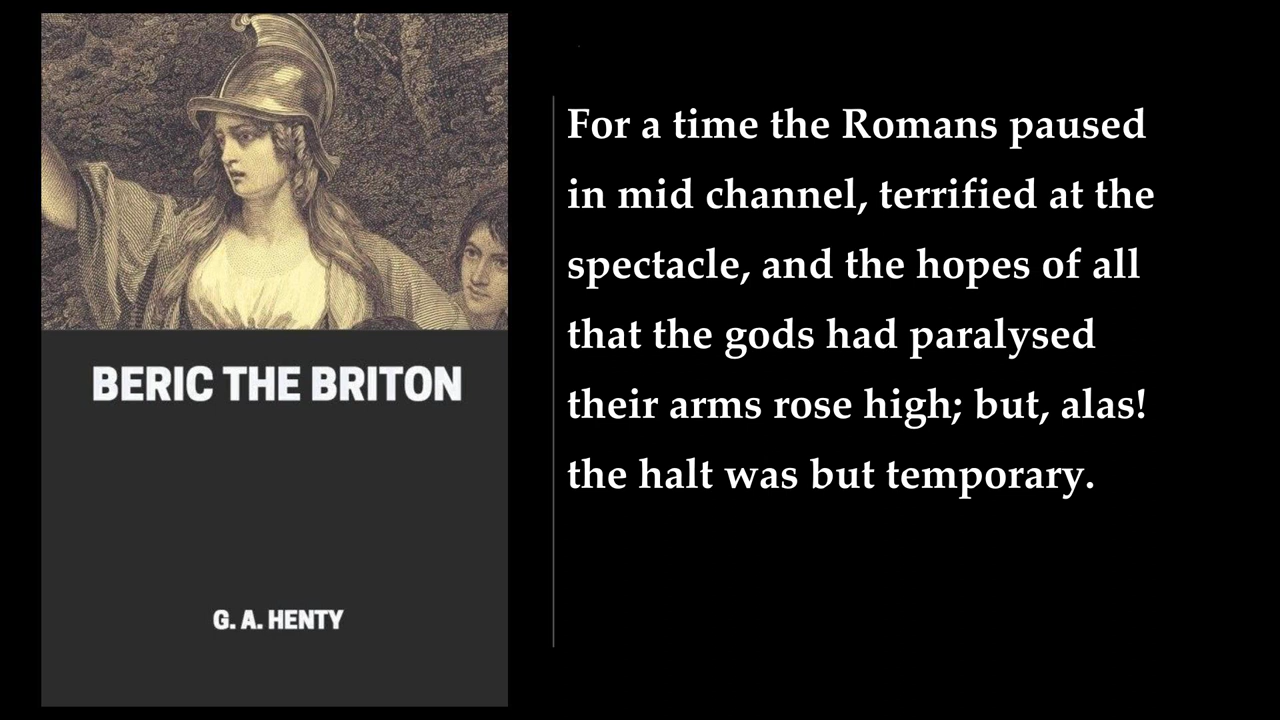 BERIC THE BRITON
G. A. HENTY
For a time the Romans paused
in mid channel, terrified at the
spectacle, and the hopes of all
that the gods had paralysed
their arms rose high; but, alas!
the halt was but temporary.